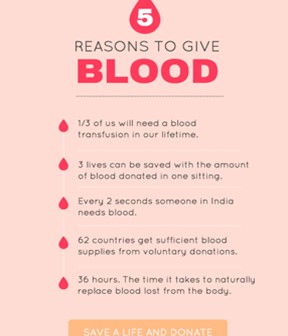 5
REASONS TO GIVE
BLOOD
1/3 of us will need a blood
transfusion in our lifetime.
3 lives can be saved with the amount
of blood donated in one sitting.
Every 2 seconds someone in India
needs blood.
62 countries get sufficient blood
supplies from voluntary donations.
36 hours. The time it takes to naturally
replace blood lost from the body.
SAVE A LIFE AND DONATE